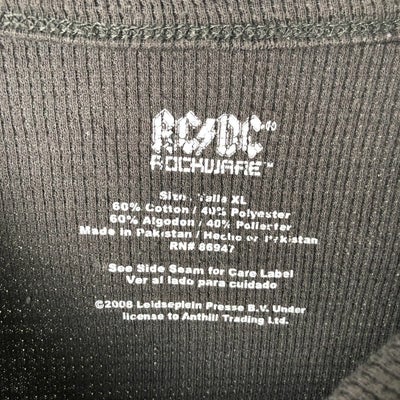 AC/DC®
ROCKWARE™
Size/Talla XL
60% Cotton / 40% Polyester
60% Algodon / 40% Poliester
Made in Pakistan / Hecho en Pakistan
RN# 86947
See Side Seam for Care Label
Ver al lado para cuidado
©2008 Leidseplein Presse B.V. Under
license to Anthill Trading Ltd.